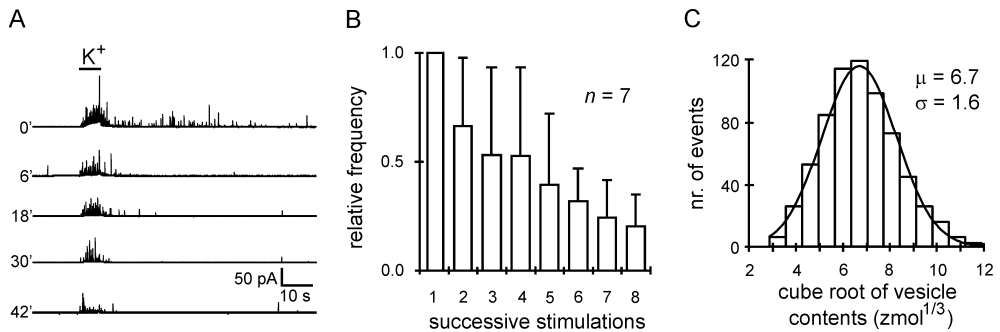 A
K+
0'
6'
18'
30'
42'
50 pA
10 s
B
relative frequency
1.0
0.5
0.0
n = 7
1 2 3 4 5 6 7 8
successive stimulations
C
nr. of events
120
80
40
0
μ = 6.7
σ = 1.6
2 4 6 8 10 12
cube root of vesicle
contents (zmol1/3)